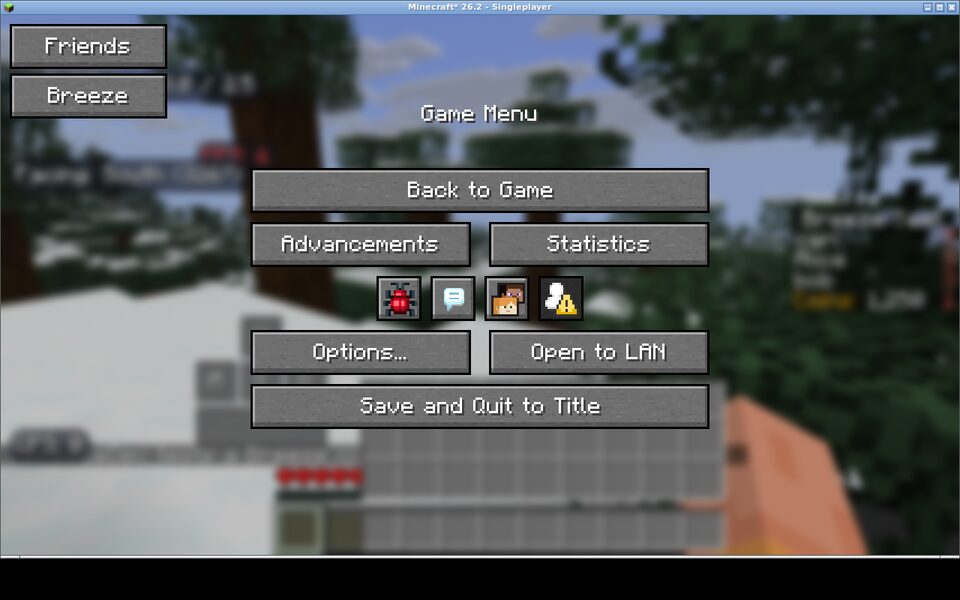 Minecraft* 26.2 - Singleplayer
Friends
Breeze
Game Menu
Back to Game
Advancements
Statistics
Options...
Open to LAN
Save and Quit to Title